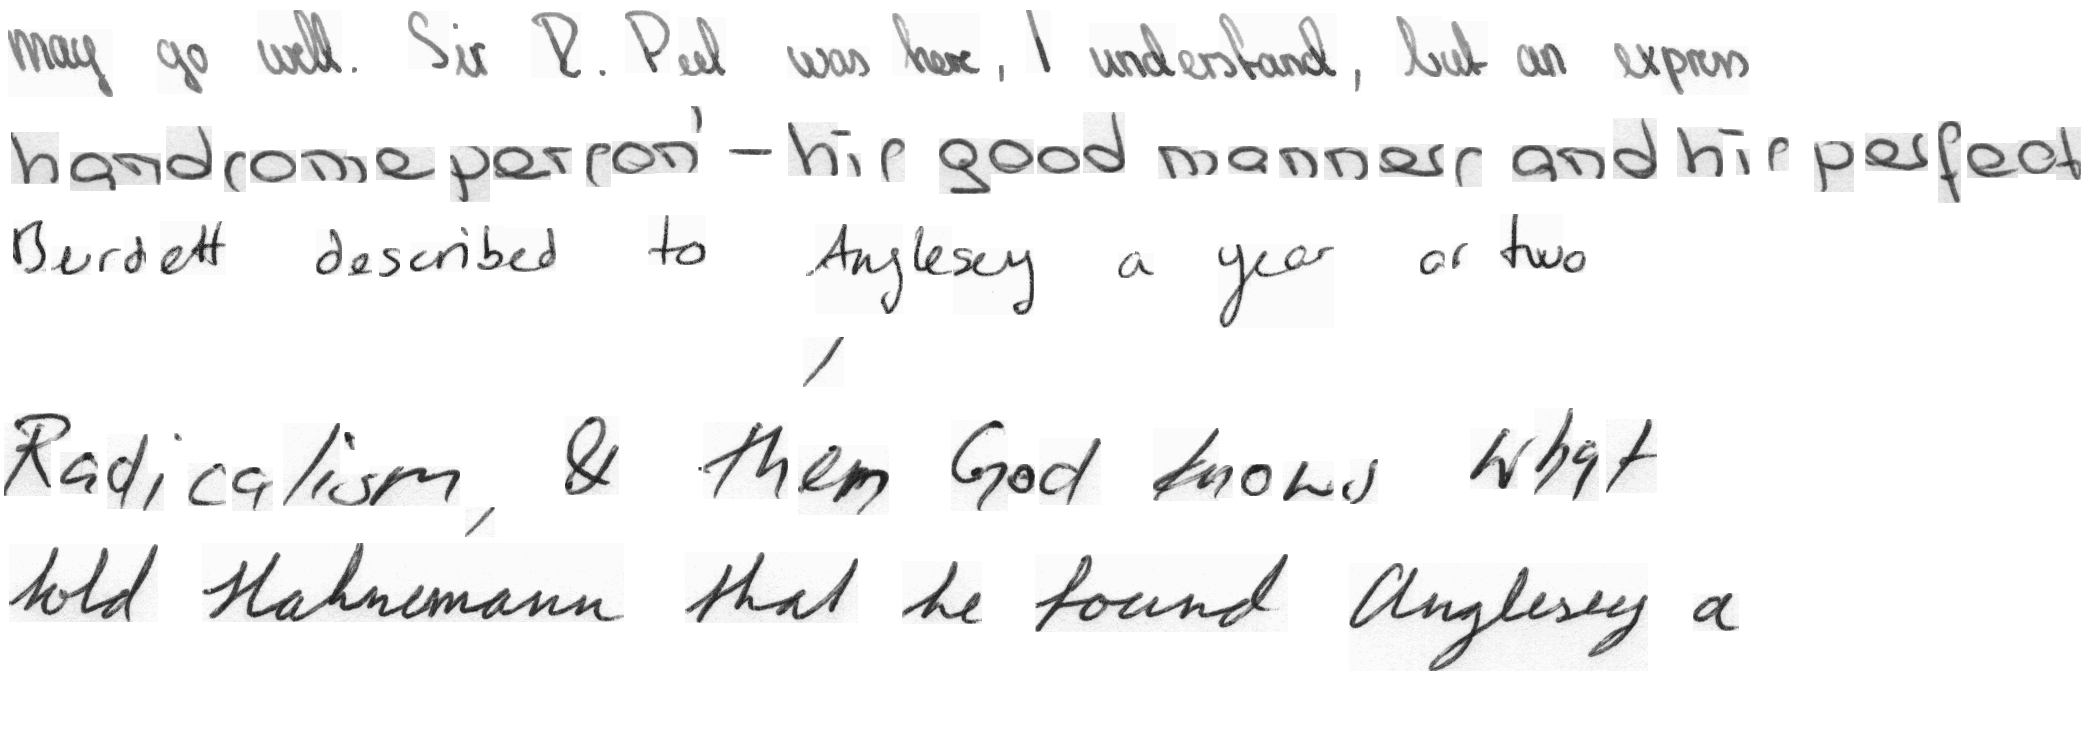 may go well. Sir R. Peel was here, I understand, but an express
handsome person' - his good manners and his perfect
Burdett described to Anglesey a year or two
Radicalism, & them God knows what
told Hahnemann that he found Anglesey a